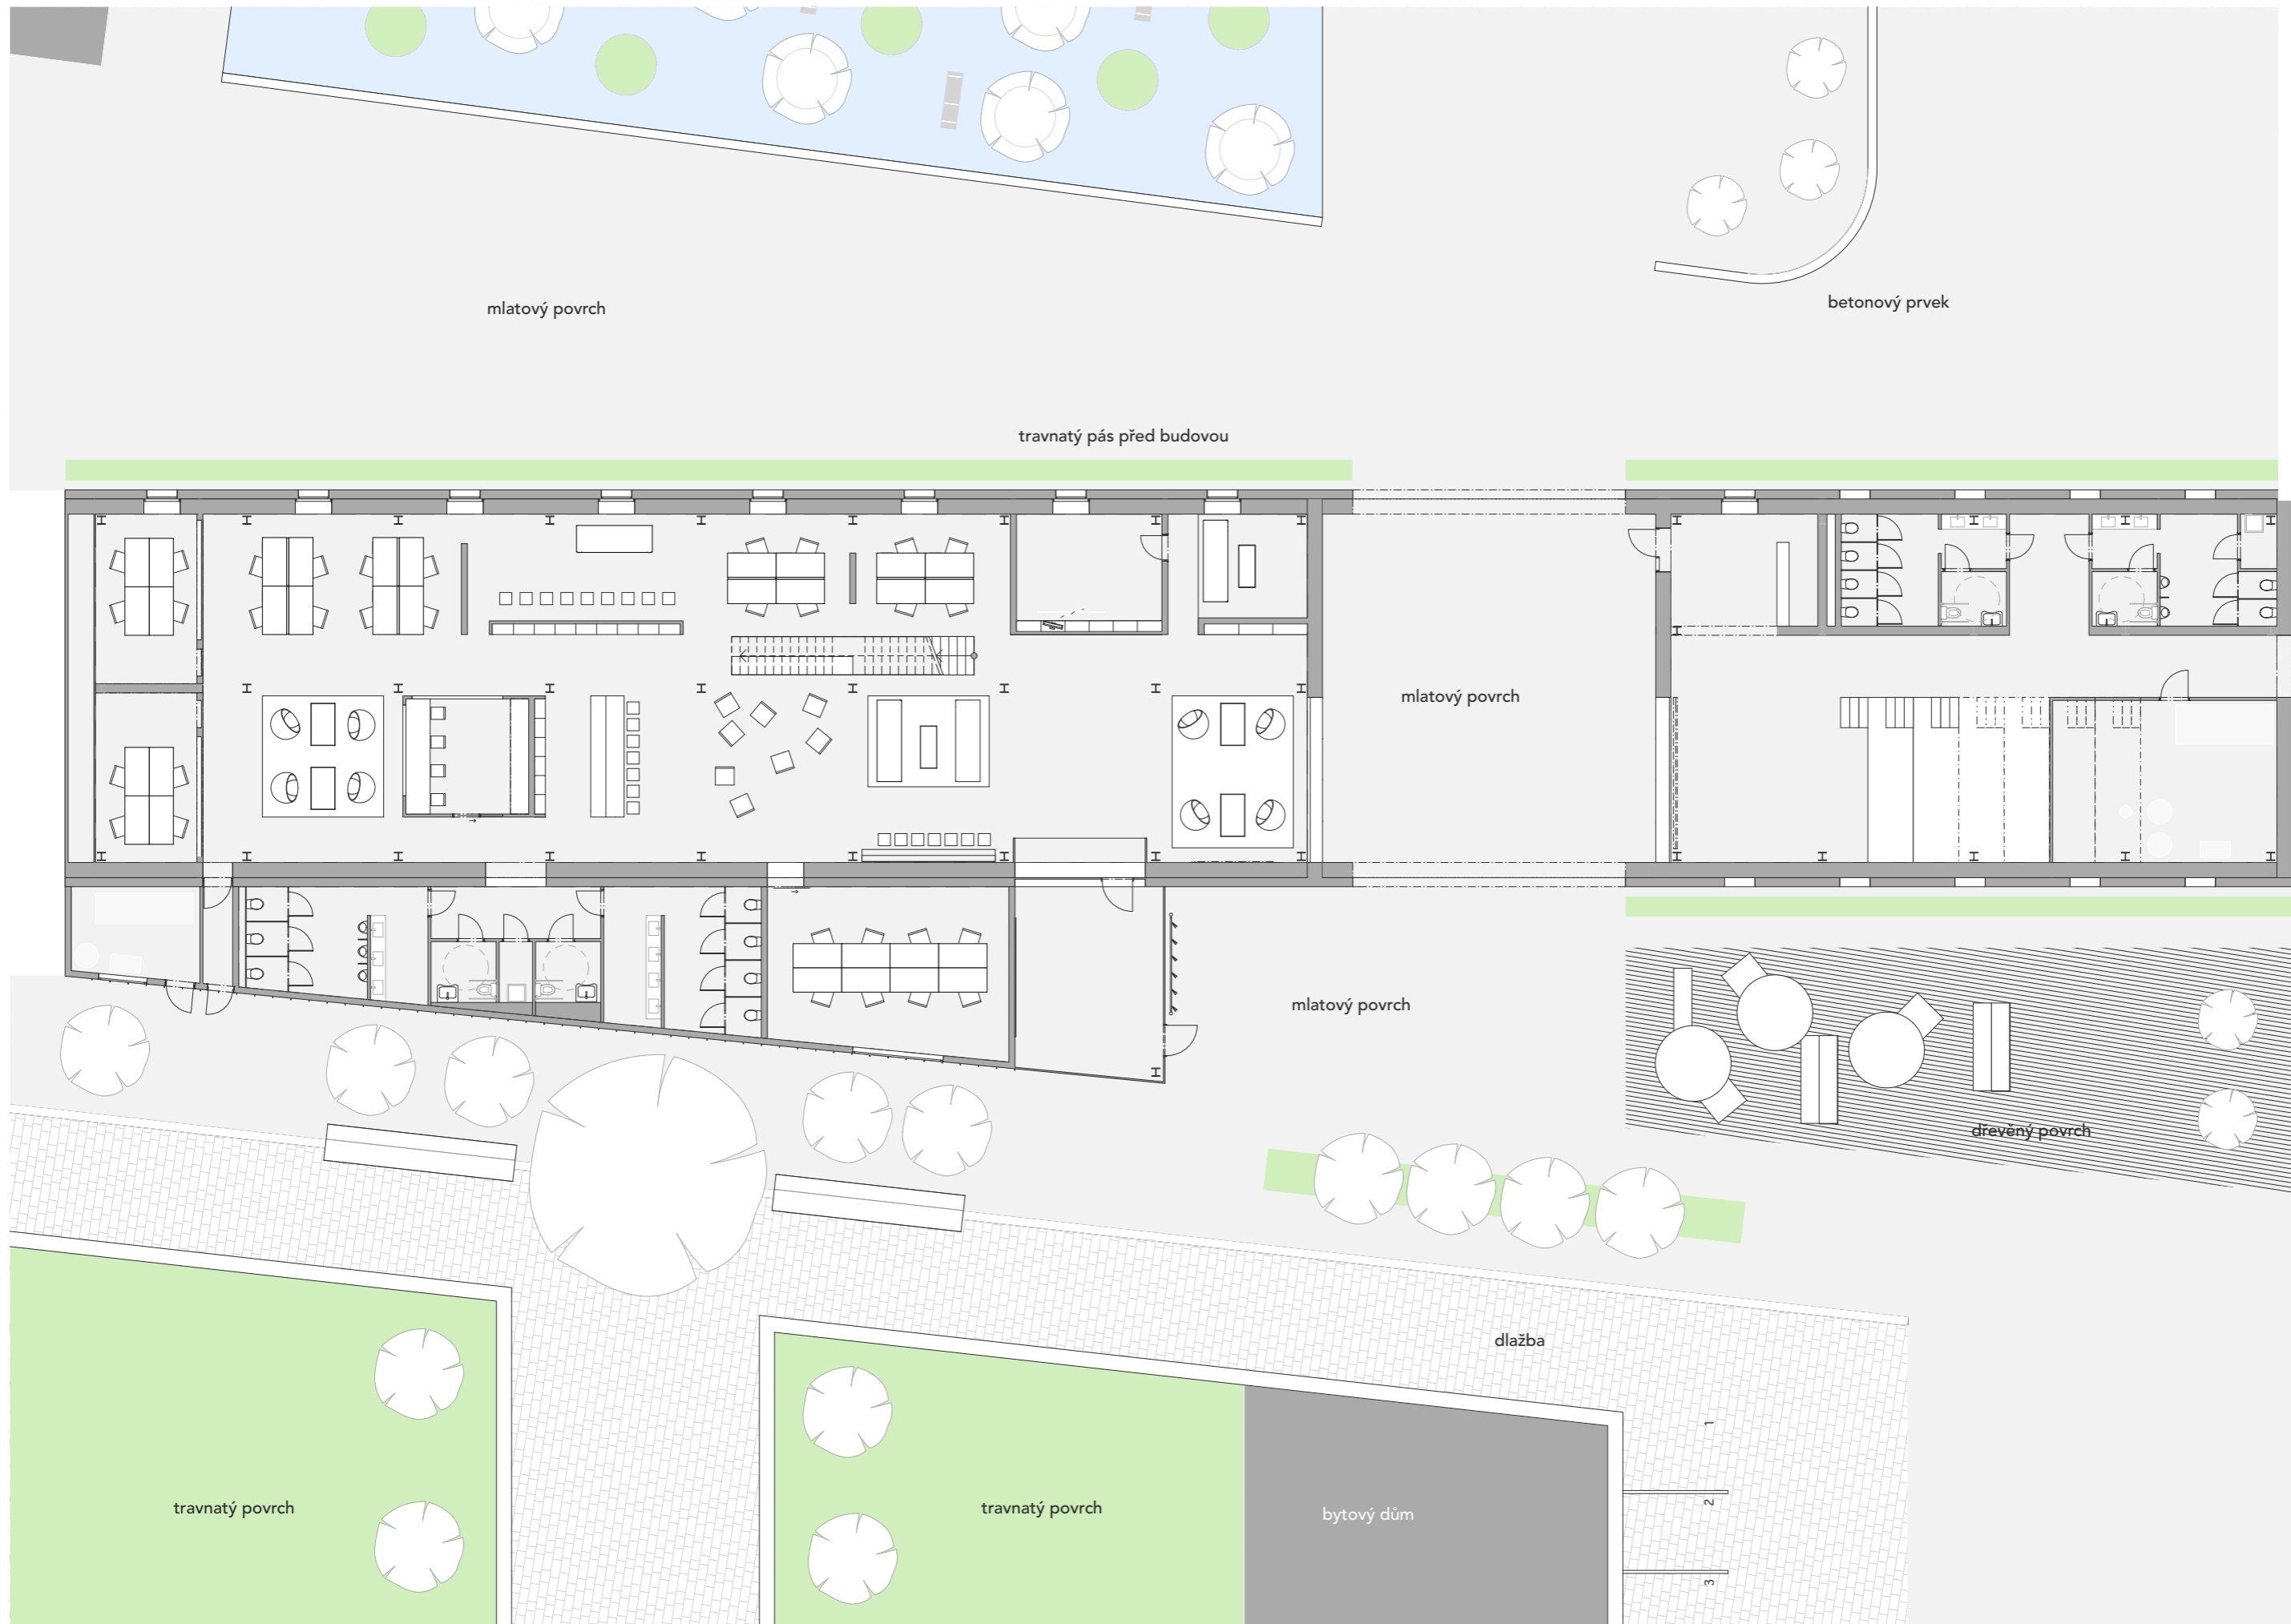 mlatový povrch
betonový prvek
travnatý pás před budovou
mlatový povrch
mlatový povrch
dřevěný povrch
dlažba
1
2
3
travnatý povrch
travnatý povrch
bytový dům